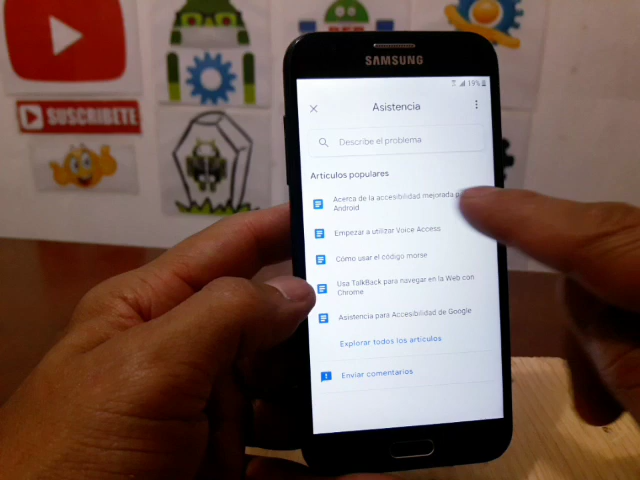 SUSCRIBETE
SAMSUNG
19%
Asistencia
Describe el problema
Artículos populares
Acerca de la accesibilidad mejorada
Android
Empezar a utilizar Voice Access
Cómo usar el código morse
Usa TalkBack para navegar en la Web con
Chrome
Asistencia para Accesibilidad de Google
Explorar todos los artículos
Enviar comentarios